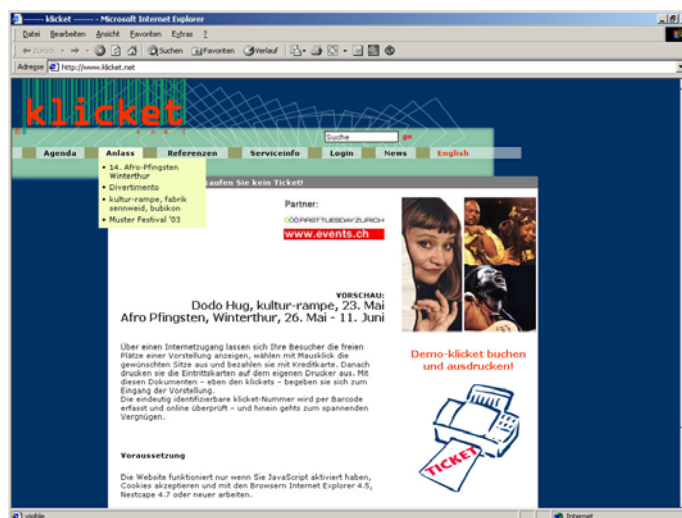 ------ klicket ------ - Microsoft Internet Explorer
Datei Bearbeiten Ansicht Favoriten Extras ?
Zurück Suchen Favoriten Verlauf
Adresse http://www.klicket.net
klicket
Suche go
Agenda Anlass Referenzen Serviceinfo Login News English
• 14. Afro-Pfingsten
Winterthur
• Divertimento
• kultur-rampe, fabrik
sennweid, bubikon
• Muster Festival '03
kaufen Sie kein Ticket!
Partner:
FIRSTTUESDAYZURICH
www.events.ch
VORSCHAU:
Dodo Hug, kultur-rampe, 23. Mai
Afro Pfingsten, Winterthur, 26. Mai - 11. Juni
Über einen Internetzugang lassen sich Ihre Besucher die freien
Plätze einer Vorstellung anzeigen, wählen mit Mausklick die
gewünschten Sitze aus und bezahlen sie mit Kreditkarte. Danach
drucken sie die Eintrittskarten auf dem eigenen Drucker aus. Mit
diesen Dokumenten – eben den klickets – begeben sie sich zum
Eingang der Vorstellung.
Die eindeutig identifizierbare klicket-Nummer wird per Barcode
erfasst und online überprüft – und hinein gehts zum spannenden
Vergnügen.
Demo-klicket buchen
und ausdrucken!
TICKET
Voraussetzung
Die Website funktioniert nur wenn Sie JavaScript aktiviert haben,
Cookies akzeptieren und mit den Browsern Internet Explorer 4.5,
Nestcape 4.7 oder neuer arbeiten.
visible Internet